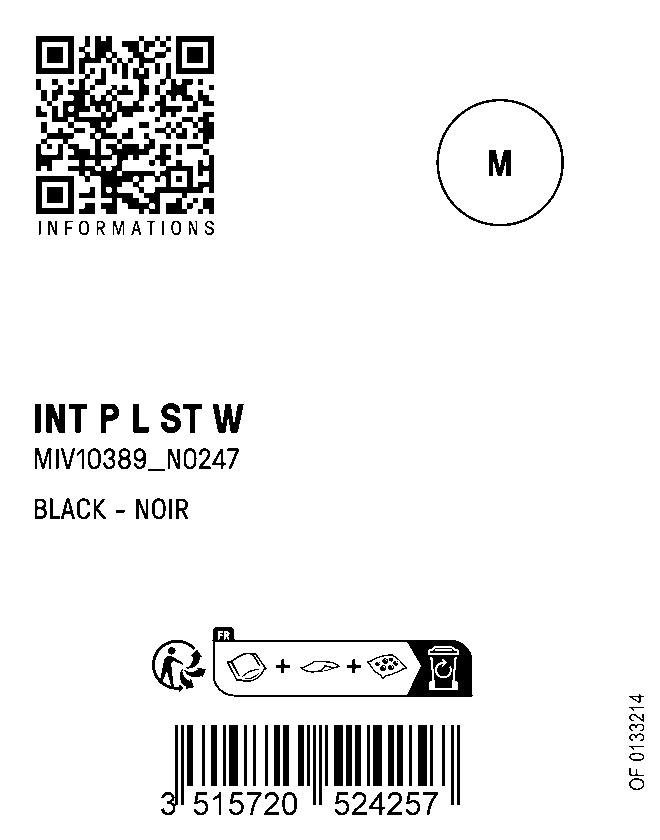 INFORMATIONS
M
INT P L ST W
MIV10389_N0247
BLACK - NOIR
FR
3 515720 524257
OF 0133214